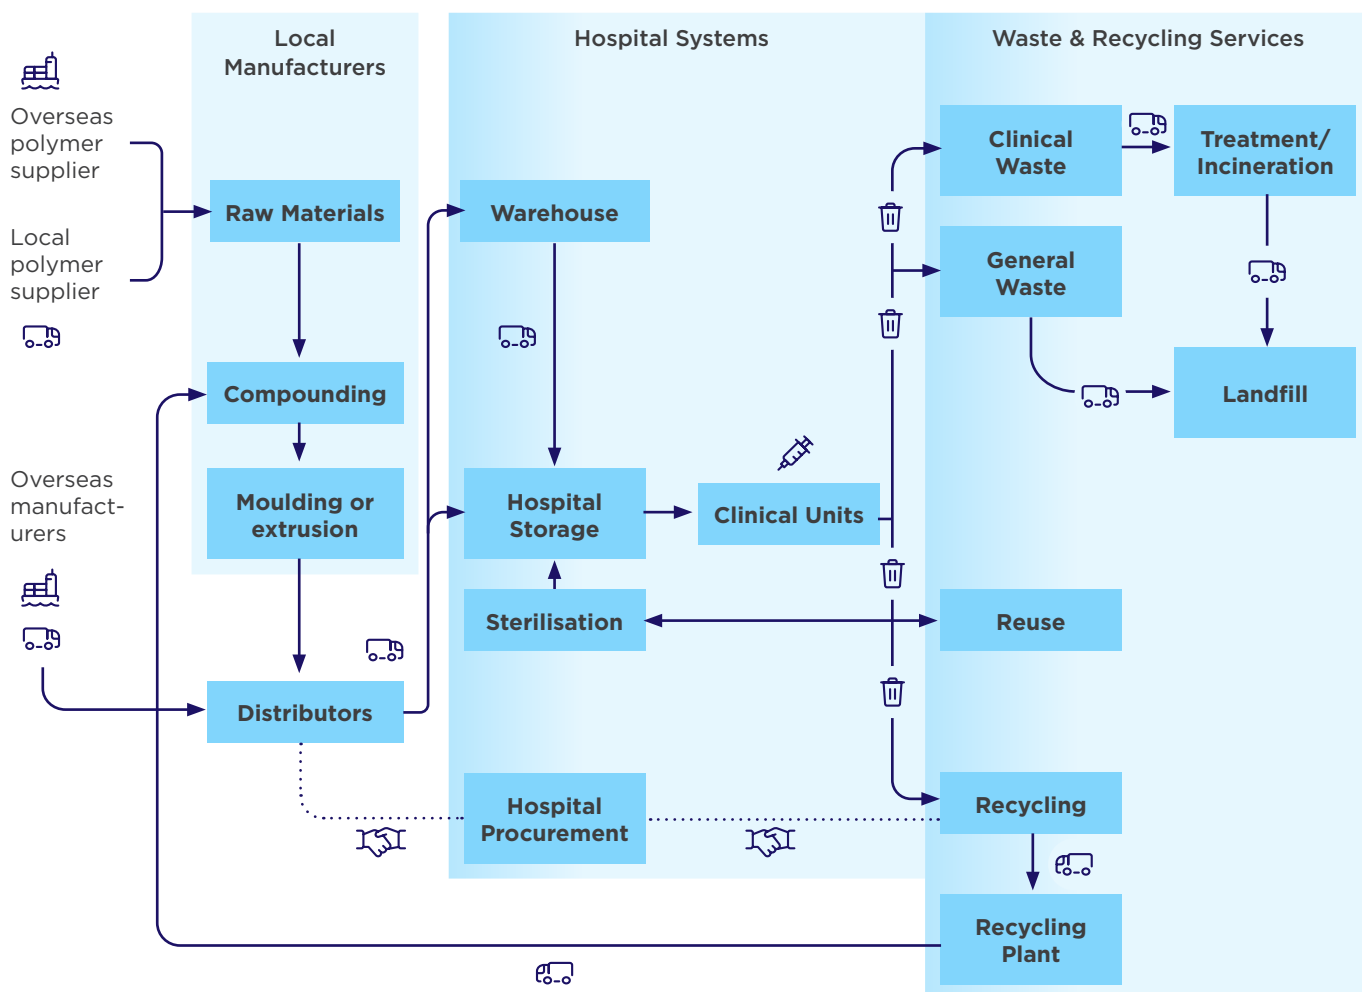 Local
Manufacturers
Hospital Systems
Waste & Recycling Services
Overseas
polymer
supplier
Local
polymer
supplier
Overseas
manufact-
urers
Raw Materials
Compounding
Moulding or
extrusion
Distributors
Warehouse
Hospital
Storage
Clinical Units
Sterilisation
Hospital
Procurement
Clinical
Waste
Treatment/
Incineration
General
Waste
Landfill
Reuse
Recycling
Recycling
Plant